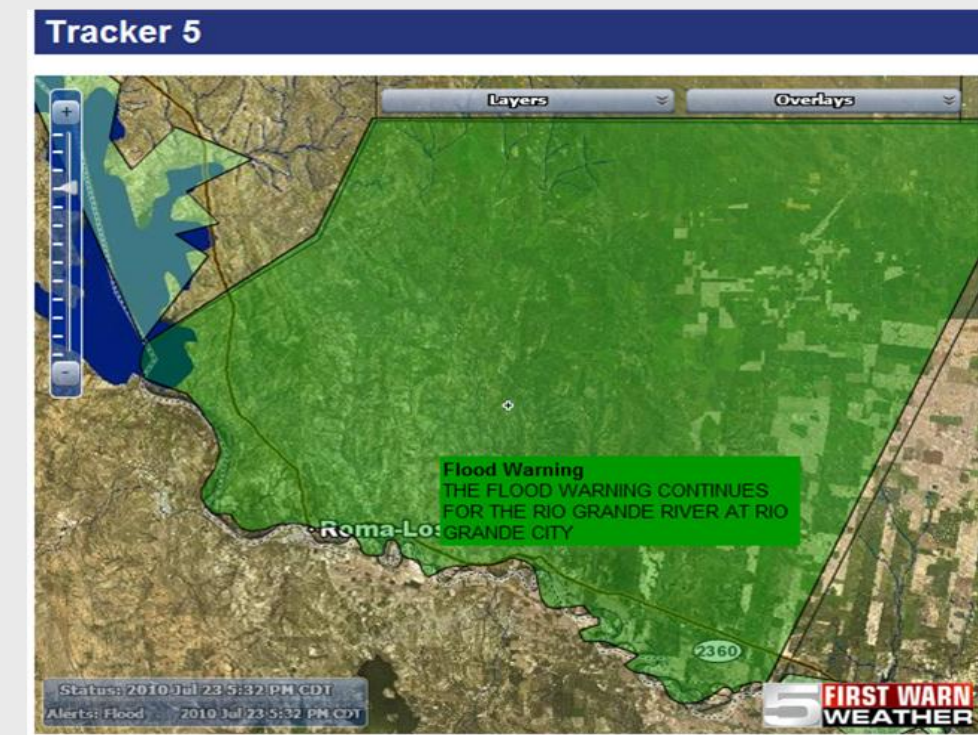 Tracker 5
Layers
Overlays
+
-
Flood Warning
THE FLOOD WARNING CONTINUES
FOR THE RIO GRANDE RIVER AT RIO
GRANDE CITY
Roma-Los
2360
Status: 2010 Jul 23 5:32 PM CDT
Alerts: Flood 2010 Jul 23 5:32 PM CDT
5 FIRST WARN
WEATHER